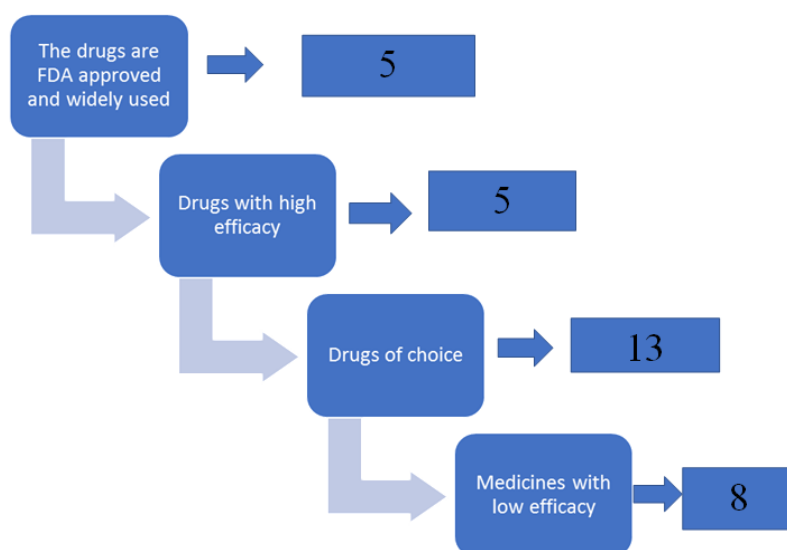 The drugs are
FDA approved
and widely used
5
Drugs with high
efficacy
5
Drugs of choice
13
Medicines with
low efficacy
8